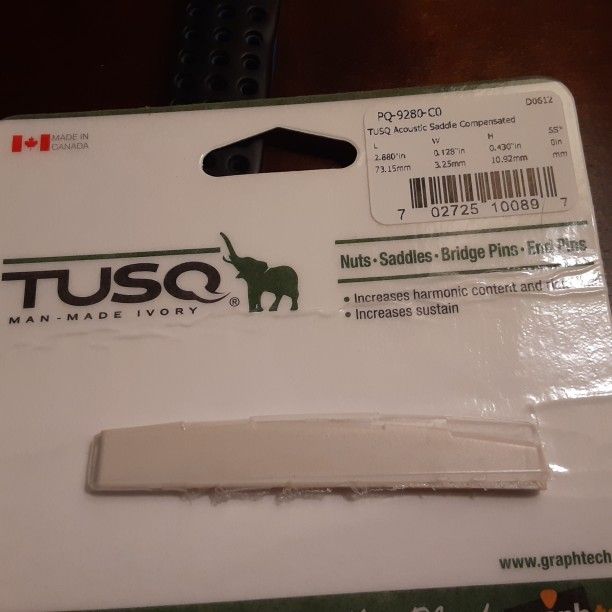 PQ-9280-C0
D0612
TUSQ Acoustic Saddle Compensated
L W H SS*
2.880"in 0.128"in 0.430"in 0in
73.15mm 3.25mm 10.92mm mm
7 02725 10089 7
MADE IN
CANADA
TUSQ®
MAN-MADE IVORY
Nuts • Saddles • Bridge Pins • End Pins
• Increases harmonic content and
• Increases sustain
www.graphtech